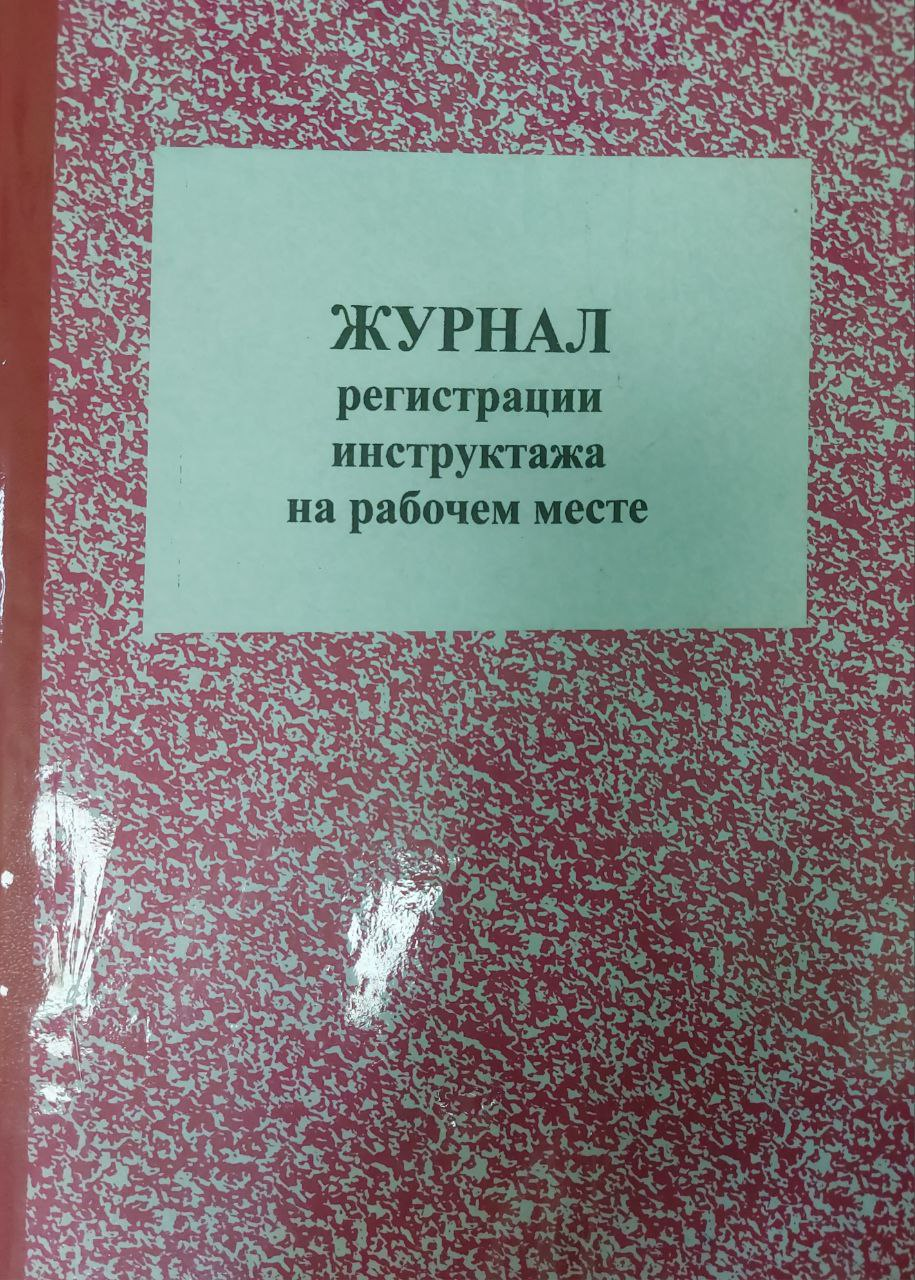 ЖУРНАЛ
регистрации
инструктажа
на рабочем месте